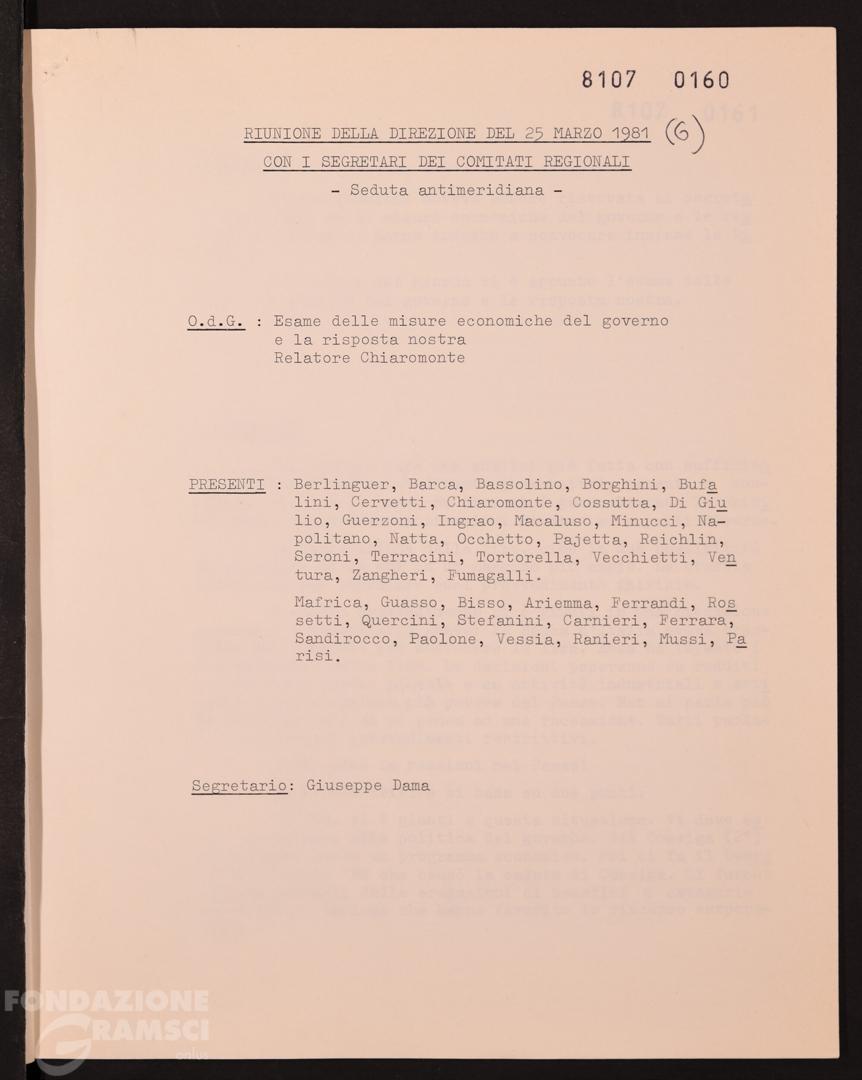 8107 0160
RIUNIONE DELLA DIREZIONE DEL 25 MARZO 1981 (6)
CON I SEGRETARI DEI COMITATI REGIONALI
- Seduta antimeridiana -
O.d.G. : Esame delle misure economiche del governo
e la risposta nostra
Relatore Chiaromonte
PRESENTI : Berlinguer, Barca, Bassolino, Borghini, Bufa
lini, Cervetti, Chiaromonte, Cossutta, Di Giu
lio, Guerzoni, Ingrao, Macaluso, Minucci, Na-
politano, Natta, Occhetto, Pajetta, Reichlin,
Seroni, Terracini, Tortorella, Vecchietti, Ven
tura, Zangheri, Fumagalli.
Mafrica, Guasso, Bisso, Ariemma, Ferrandi, Ros
setti, Quercini, Stefanini, Carnieri, Ferrara,
Sandirocco, Paolone, Vessia, Ranieri, Mussi, Pa
risi.
Segretario: Giuseppe Dama
FONDAZIONE
GRAMSCI
onlus